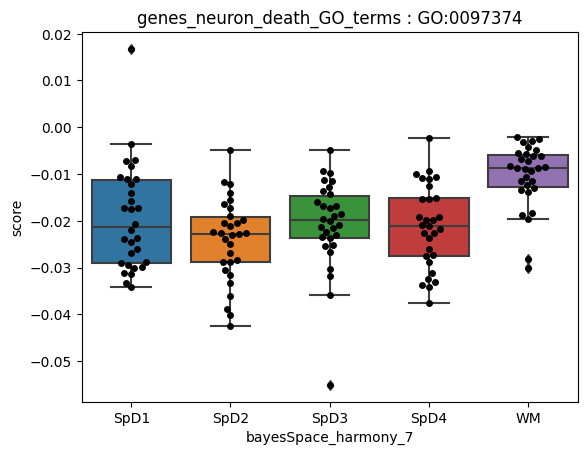 genes_neuron_death_GO_terms : GO:0097374
0.02
0.01
0.00
−0.01
−0.02
−0.03
−0.04
−0.05
score
SpD1 SpD2 SpD3 SpD4 WM
bayesSpace_harmony_7